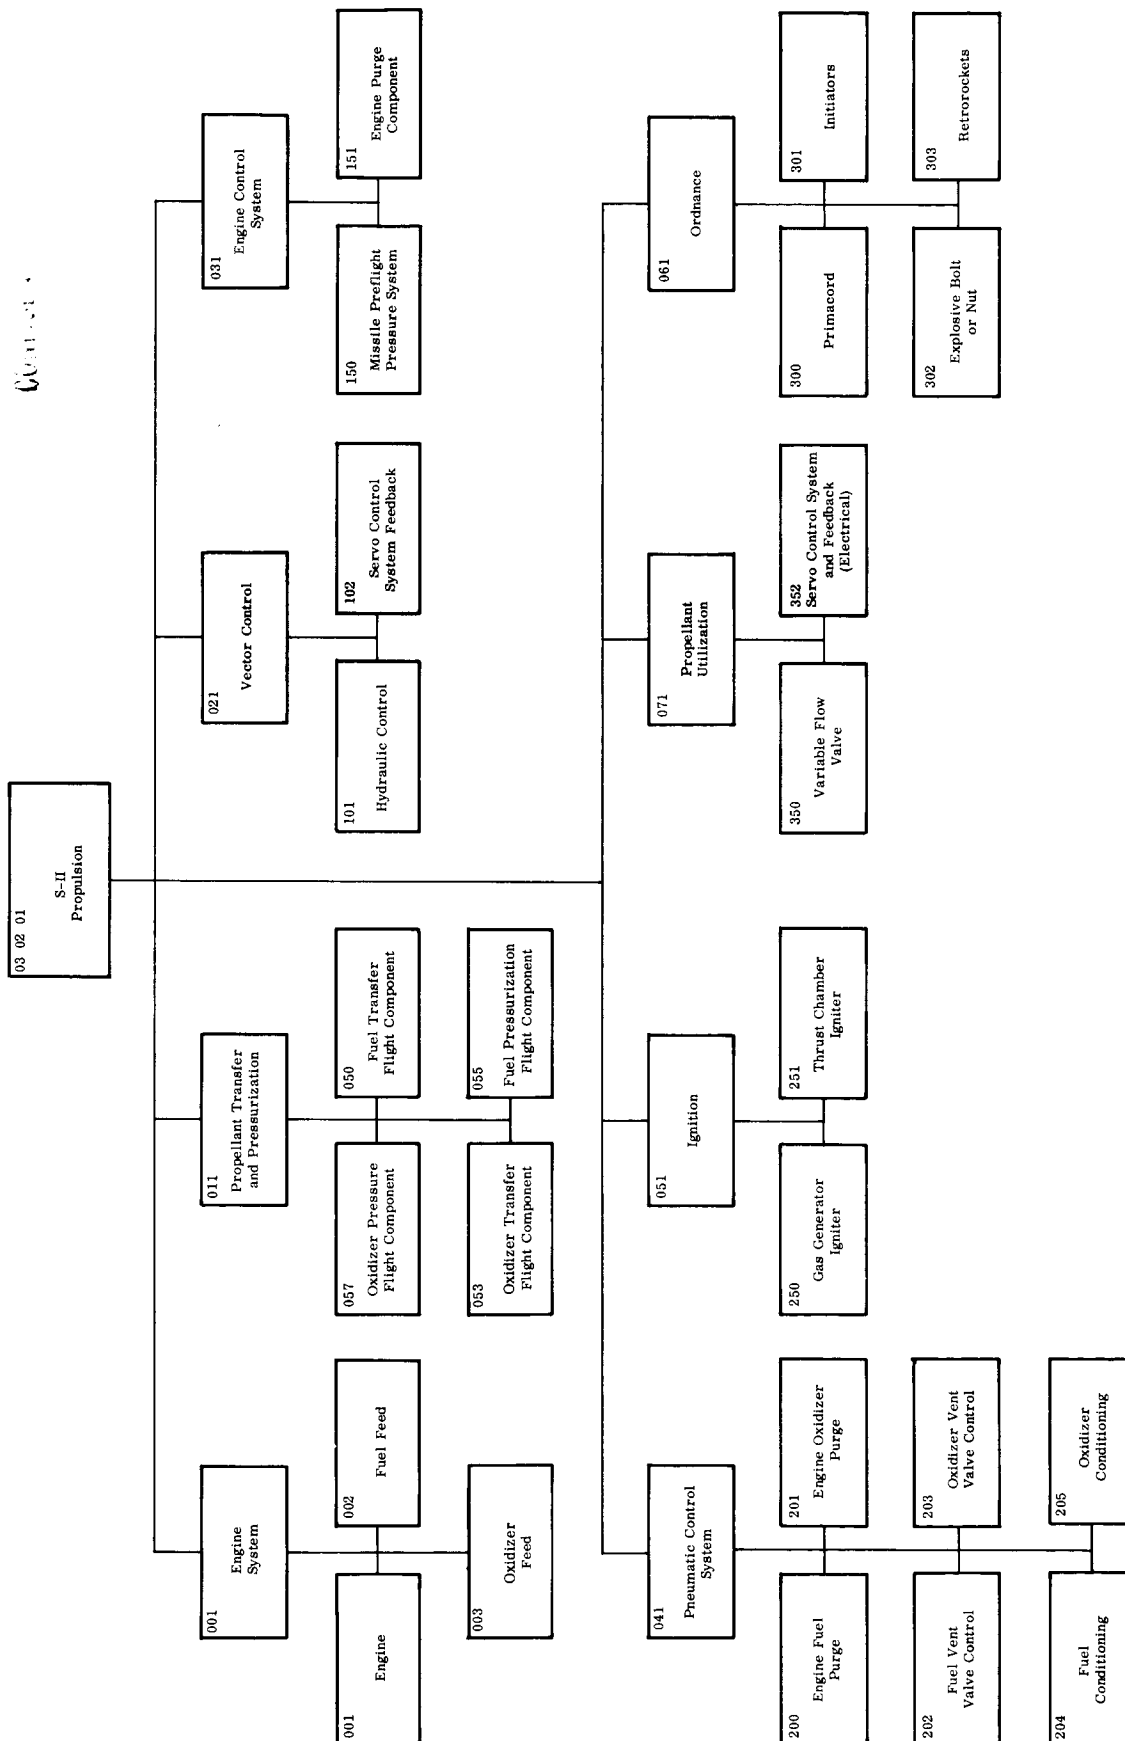 03 02 01
S-II
Propulsion
001
Engine
System
001
Engine
002
Fuel Feed
003
Oxidizer
Feed
011
Propellant Transfer
and Pressurization
057
Oxidizer Pressure
Flight Component
050
Fuel Transfer
Flight Component
053
Oxidizer Transfer
Flight Component
055
Fuel Pressurization
Flight Component
021
Vector Control
101
Hydraulic Control
102
Servo Control
System Feedback
031
Engine Control
System
150
Missile Preflight
Pressure System
151
Engine Purge
Component
041
Pneumatic Control
System
200
Engine Fuel
Purge
201
Engine Oxidizer
Purge
202
Fuel Vent
Valve Control
203
Oxidizer Vent
Valve Control
204
Fuel
Conditioning
205
Oxidizer
Conditioning
051
Ignition
250
Gas Generator
Igniter
251
Thrust Chamber
Igniter
071
Propellant
Utilization
350
Variable Flow
Valve
352
Servo Control System
and Feedback
(Electrical)
061
Ordnance
300
Primacord
301
Initiators
302
Explosive Bolt
or Nut
303
Retrorockets